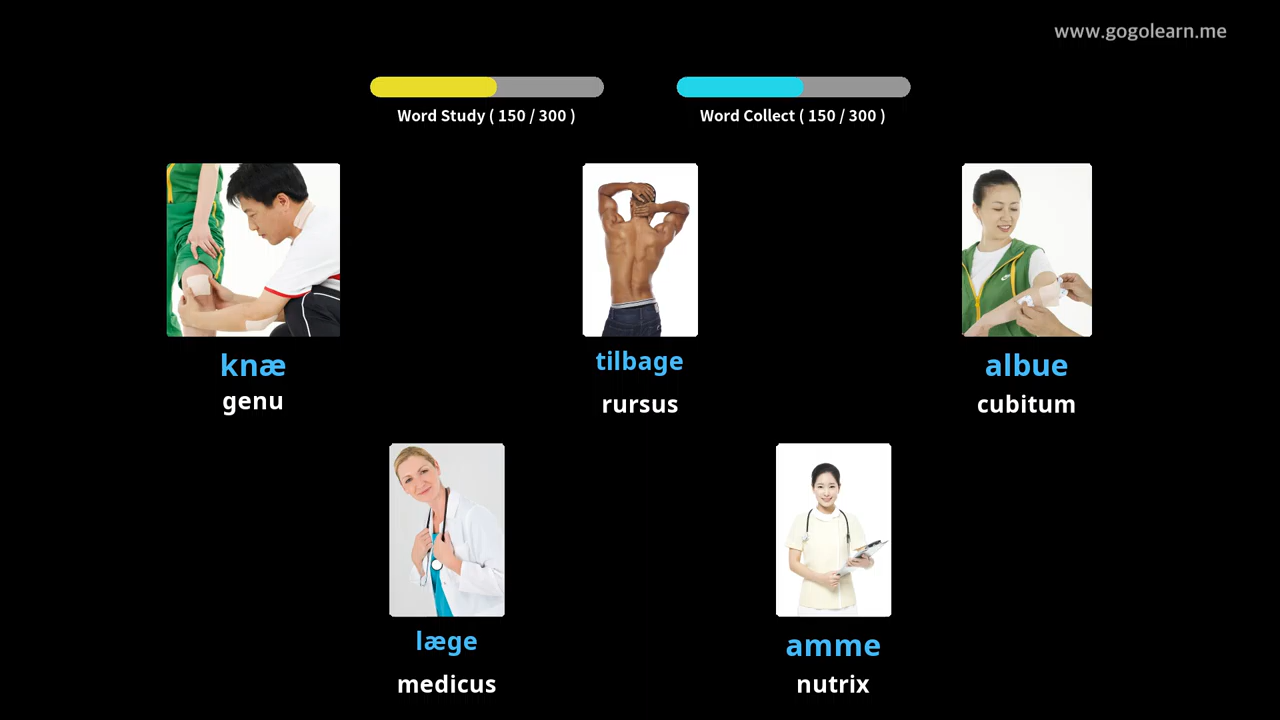 www.gogolearn.me
Word Study ( 150 / 300 )
Word Collect ( 150 / 300 )
knæ
genu
tilbage
rursus
albue
cubitum
læge
medicus
amme
nutrix